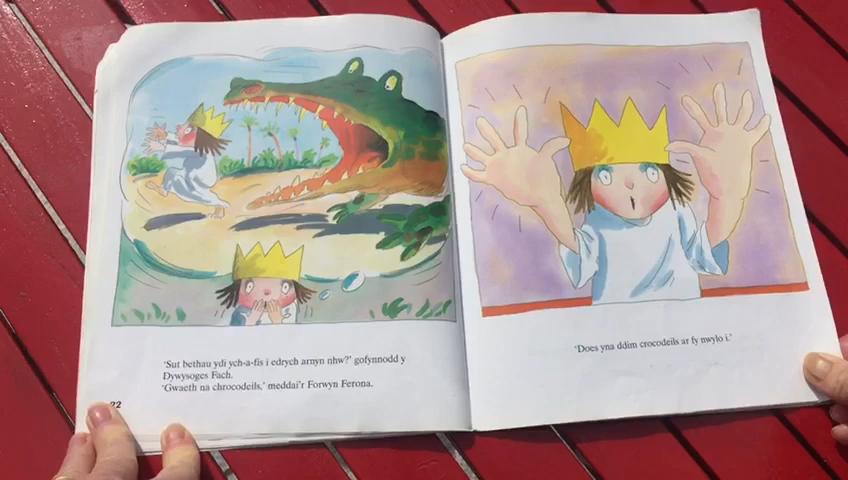 'Sut bethau ydi ych-a-fis i edrych arnyn nhw?' gofynnodd y
Dywysoges Fach.
'Gwaeth na chrocodeils,' meddai'r Forwyn Ferona.
22
'Does yna ddim crocodeils ar fy nwylo i.'